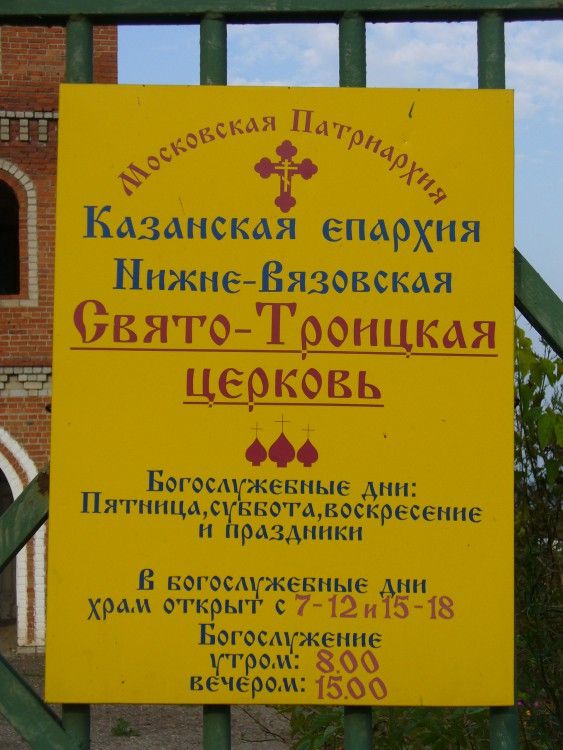 Московская Патриархия
Казанская епархия
Нижне-Вязовская
Свято-Троицкая
церковь
Богослужебные дни:
Пятница,суббота,воскресение
и праздники
В богослужебные дни
храм открыт с 7-12 и 15-18
Богослужение
утром: 8.00
вечером: 15.00